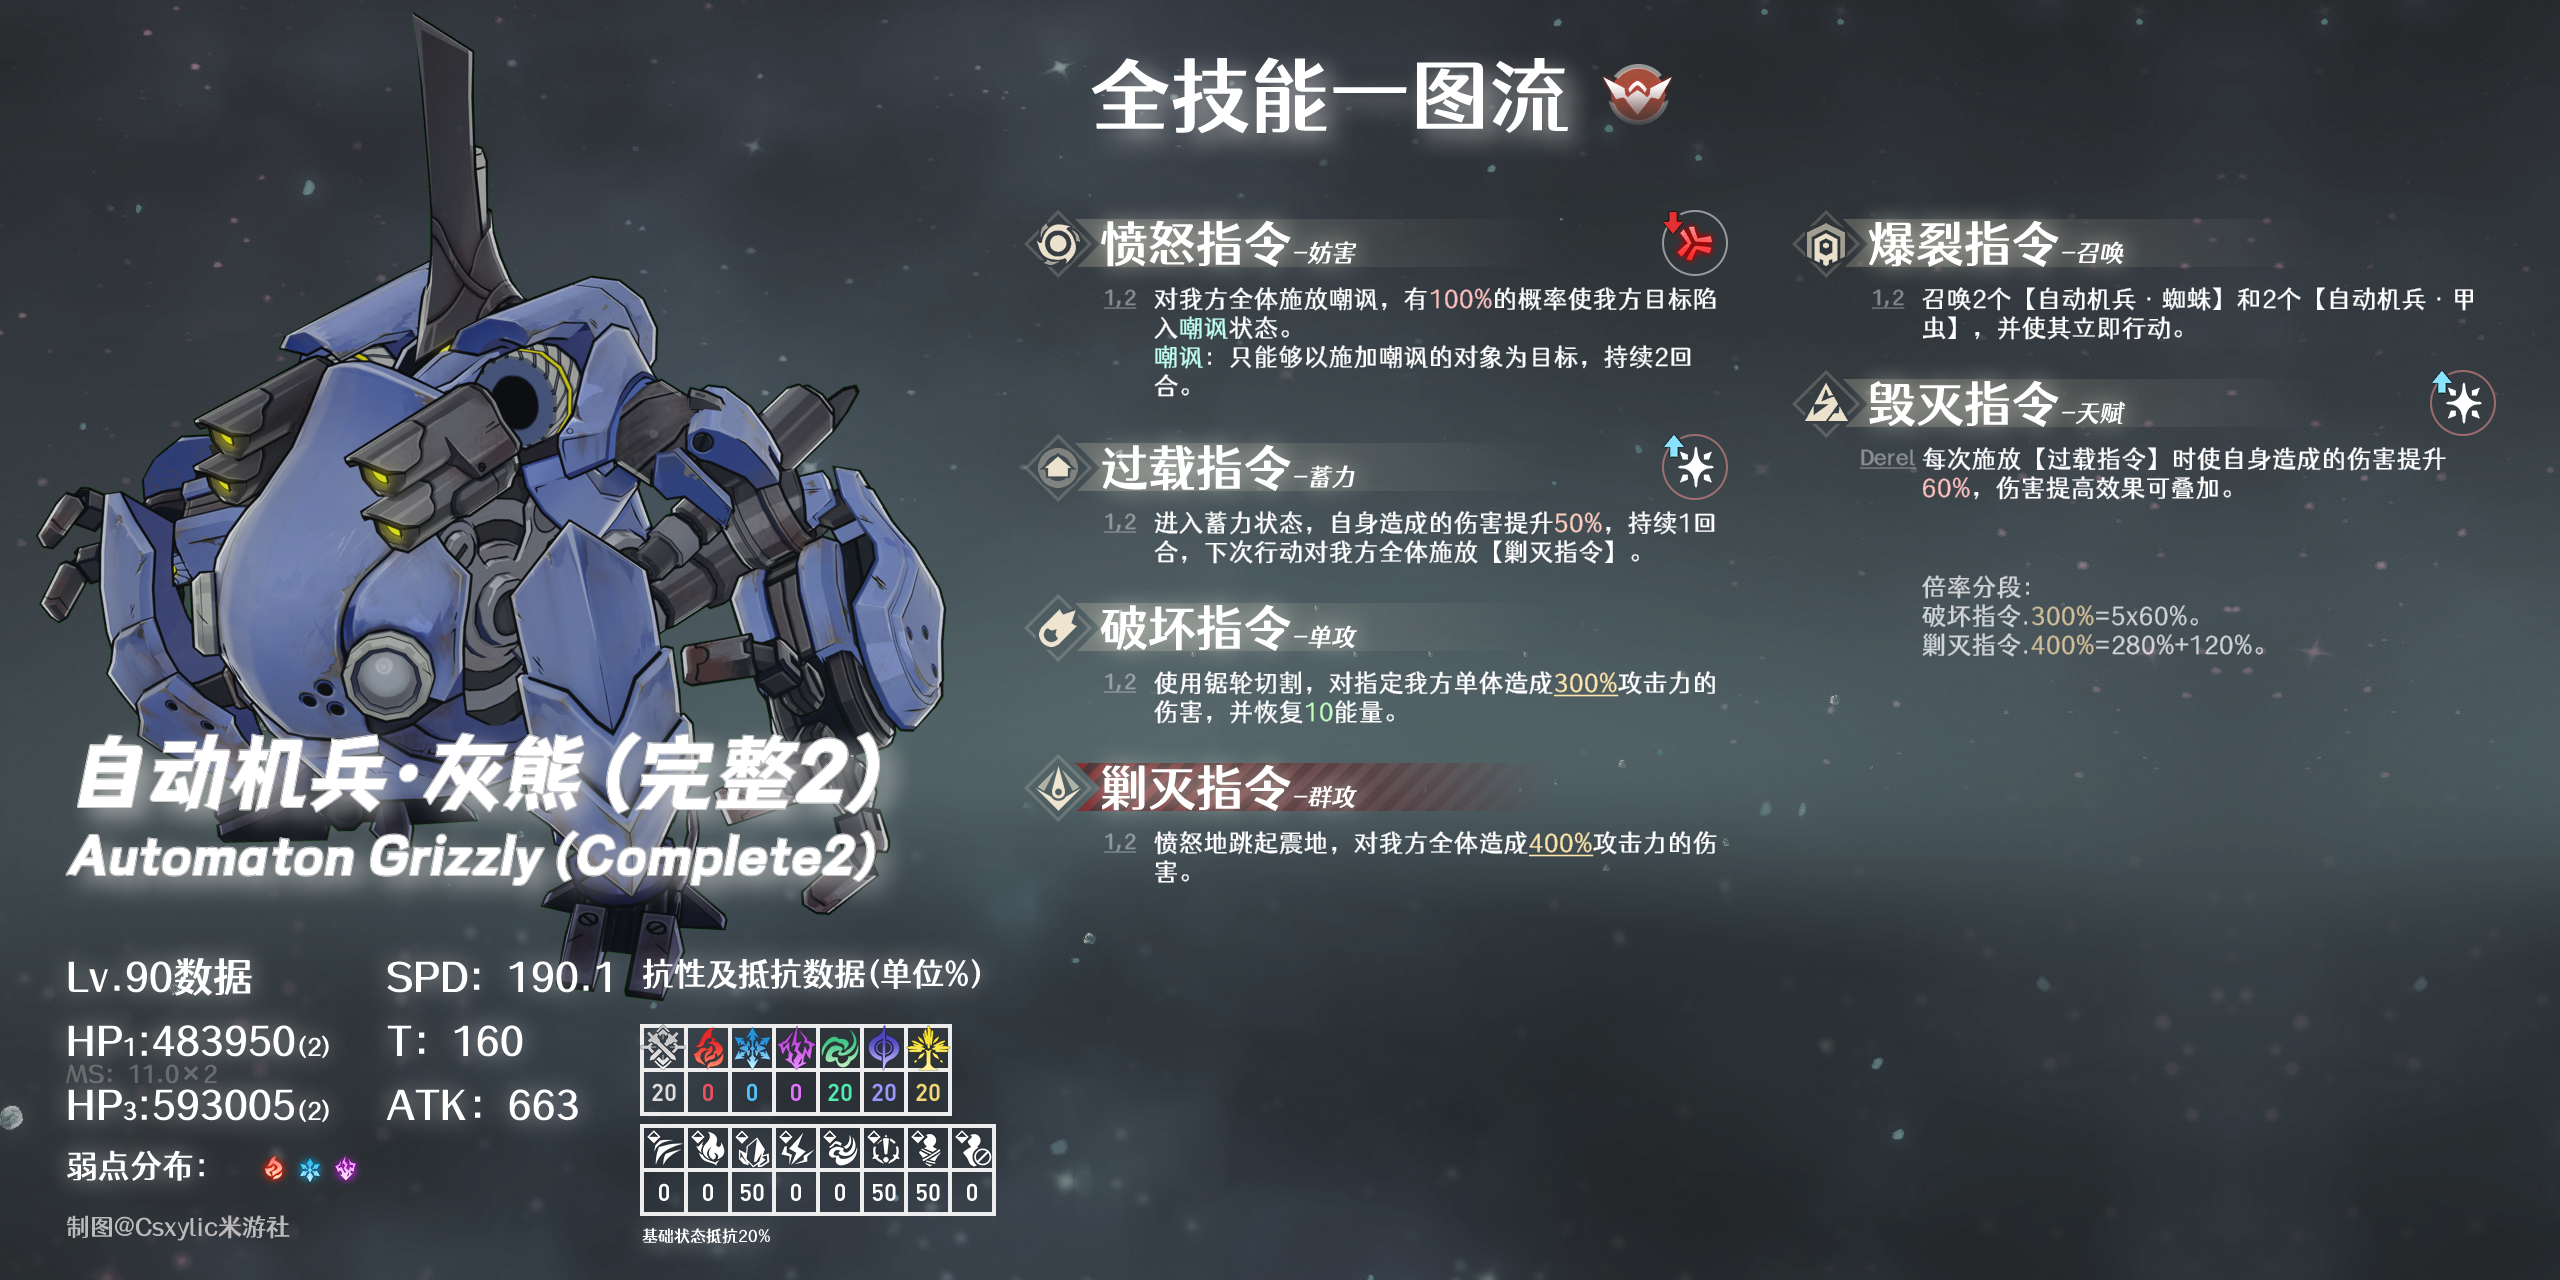 全技能一图流
愤怒指令-妨害
1,2 对我方全体施放嘲讽，有100%的概率使我方目标陷
入嘲讽状态。
嘲讽：只能够以施加嘲讽的对象为目标，持续2回
合。
过载指令-蓄力
1,2 进入蓄力状态，自身造成的伤害提升50%，持续1回
合，下次行动对我方全体施放【剿灭指令】。
破坏指令-单攻
1,2 使用锯轮切割，对指定我方单体造成300%攻击力的
伤害，并恢复10能量。
剿灭指令-群攻
1,2 愤怒地跳起震地，对我方全体造成400%攻击力的伤
害。
爆裂指令-召唤
1,2 召唤2个【自动机兵·蜘蛛】和2个【自动机兵·甲
虫】，并使其立即行动。
毁灭指令-天赋
Derel 每次施放【过载指令】时使自身造成的伤害提升
60%，伤害提高效果可叠加。
倍率分段：
破坏指令.300%=5x60%。
剿灭指令.400%=280%+120%。
自动机兵·灰熊（完整2）
Automaton Grizzly (Complete2)
Lv.90数据 SPD: 190.1
HP1:483950(2) T: 160
MS: 11.0×2
HP3:593005(2) ATK: 663
弱点分布：
制图@Csxylic米游社
抗性及抵抗数据(单位%)
20 0 0 0 20 20 20
0 0 50 0 0 50 50 0
基础状态抵抗20%